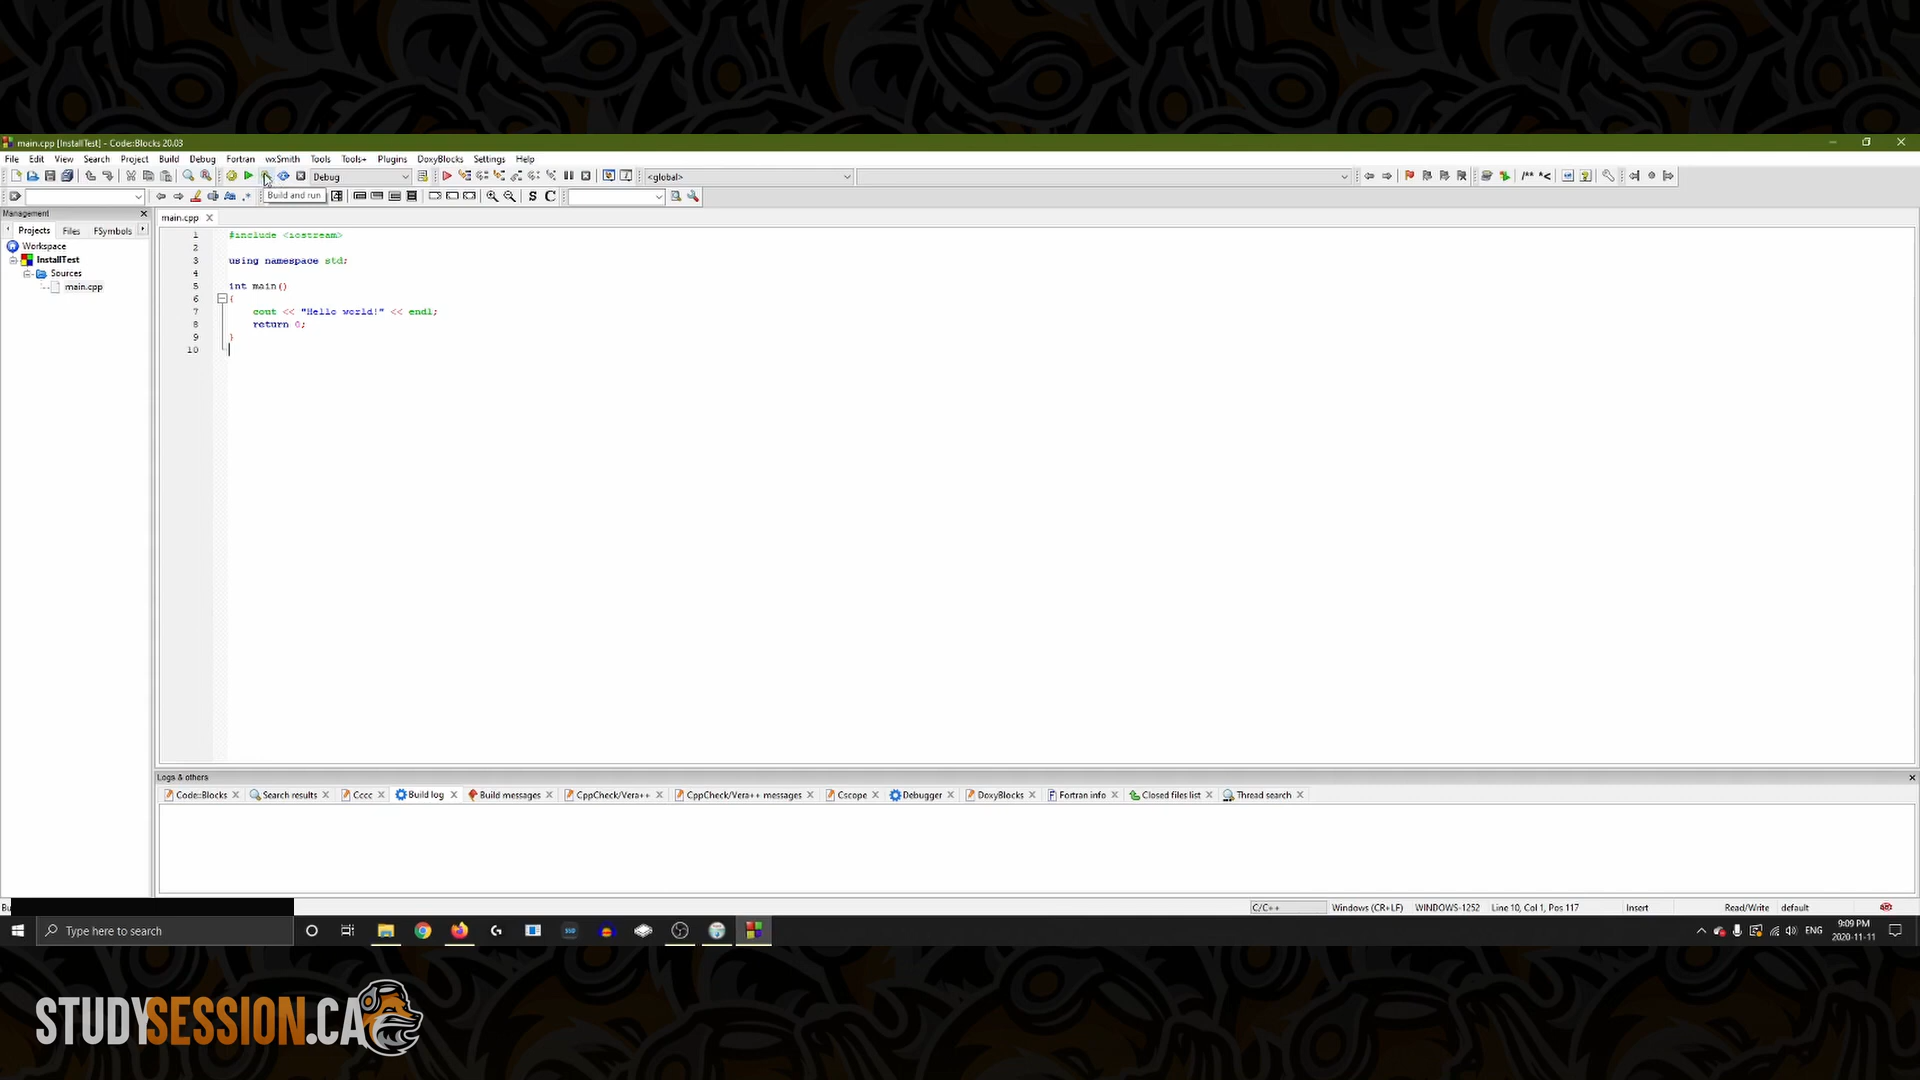 main.cpp [InstallTest] - Code::Blocks 20.03
File Edit View Search Project Build Debug Fortran wxSmith Tools Tools+ Plugins DoxyBlocks Settings Help
Debug <global> /** *<
Build and run S C
Management
Projects Files FSymbols
Workspace
InstallTest
Sources
main.cpp
main.cpp
1 #include <iostream>
2
3 using namespace std;
4
5 int main()
6 {
7 cout << "Hello world!" << endl;
8 return 0;
9 }
10
Logs & others
Code::Blocks Search results Cccc Build log Build messages CppCheck/Vera++ CppCheck/Vera++ messages Cscope Debugger DoxyBlocks Fortran info Closed files list Thread search
C/C++ Windows (CR+LF) WINDOWS-1252 Line 10, Col 1, Pos 117 Insert Read/Write default
Type here to search
ENG
9:09 PM
2020-11-11
STUDYSESSION.CA